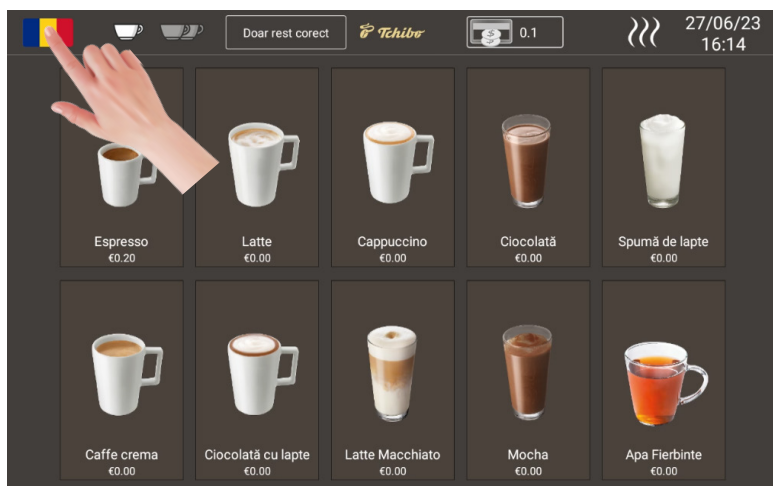 Doar rest corect
Tchibo
0.1
27/06/23
16:14
Espresso
€0.20
Latte
€0.00
Cappuccino
€0.00
Ciocolată
€0.00
Spumă de lapte
€0.00
Caffe crema
€0.00
Ciocolată cu lapte
€0.00
Latte Macchiato
€0.00
Mocha
€0.00
Apa Fierbinte
€0.00